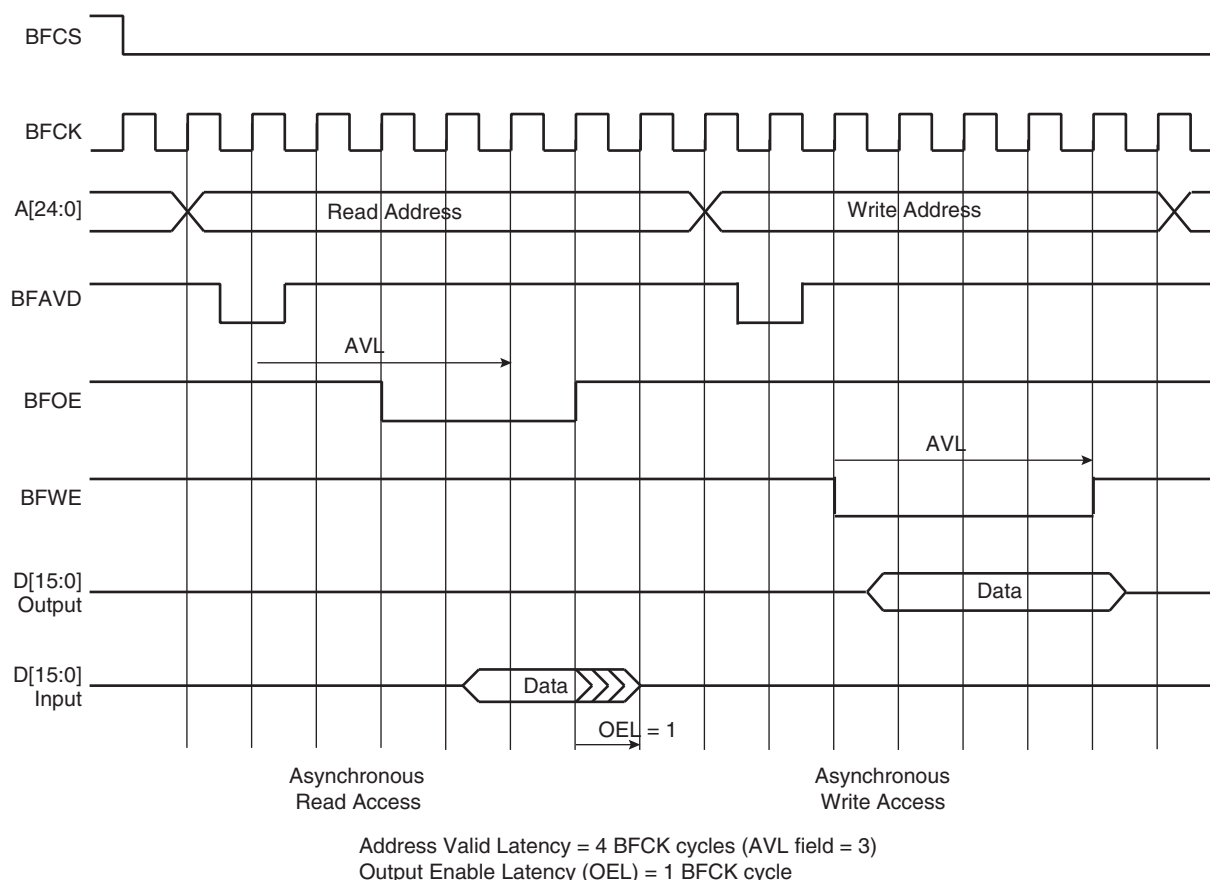 BFCS
BFCK
A[24:0]
Read Address
Write Address
BFAVD
AVL
BFOE
AVL
BFWE
D[15:0]
Output
Data
D[15:0]
Input
Data
OEL = 1
Asynchronous
Read Access
Asynchronous
Write Access
Address Valid Latency = 4 BFCK cycles (AVL field = 3)
Output Enable Latency (OEL) = 1 BFCK cycle